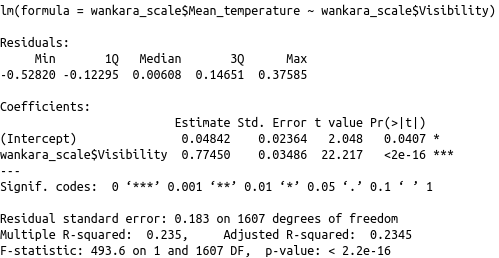 lm(formula = wankara_scale$Mean_temperature ~ wankara_scale$Visibility)
Residuals:
Min 1Q Median 3Q Max
-0.52820 -0.12295 0.00608 0.14651 0.37585
Coefficients:
Estimate Std. Error t value Pr(>|t|)
(Intercept) 0.04842 0.02364 2.048 0.0407 *
wankara_scale$Visibility 0.77450 0.03486 22.217 <2e-16 ***
---
Signif. codes: 0 ‘***’ 0.001 ‘**’ 0.01 ‘*’ 0.05 ‘.’ 0.1 ‘ ’ 1
Residual standard error: 0.183 on 1607 degrees of freedom
Multiple R-squared: 0.235, Adjusted R-squared: 0.2345
F-statistic: 493.6 on 1 and 1607 DF, p-value: < 2.2e-16